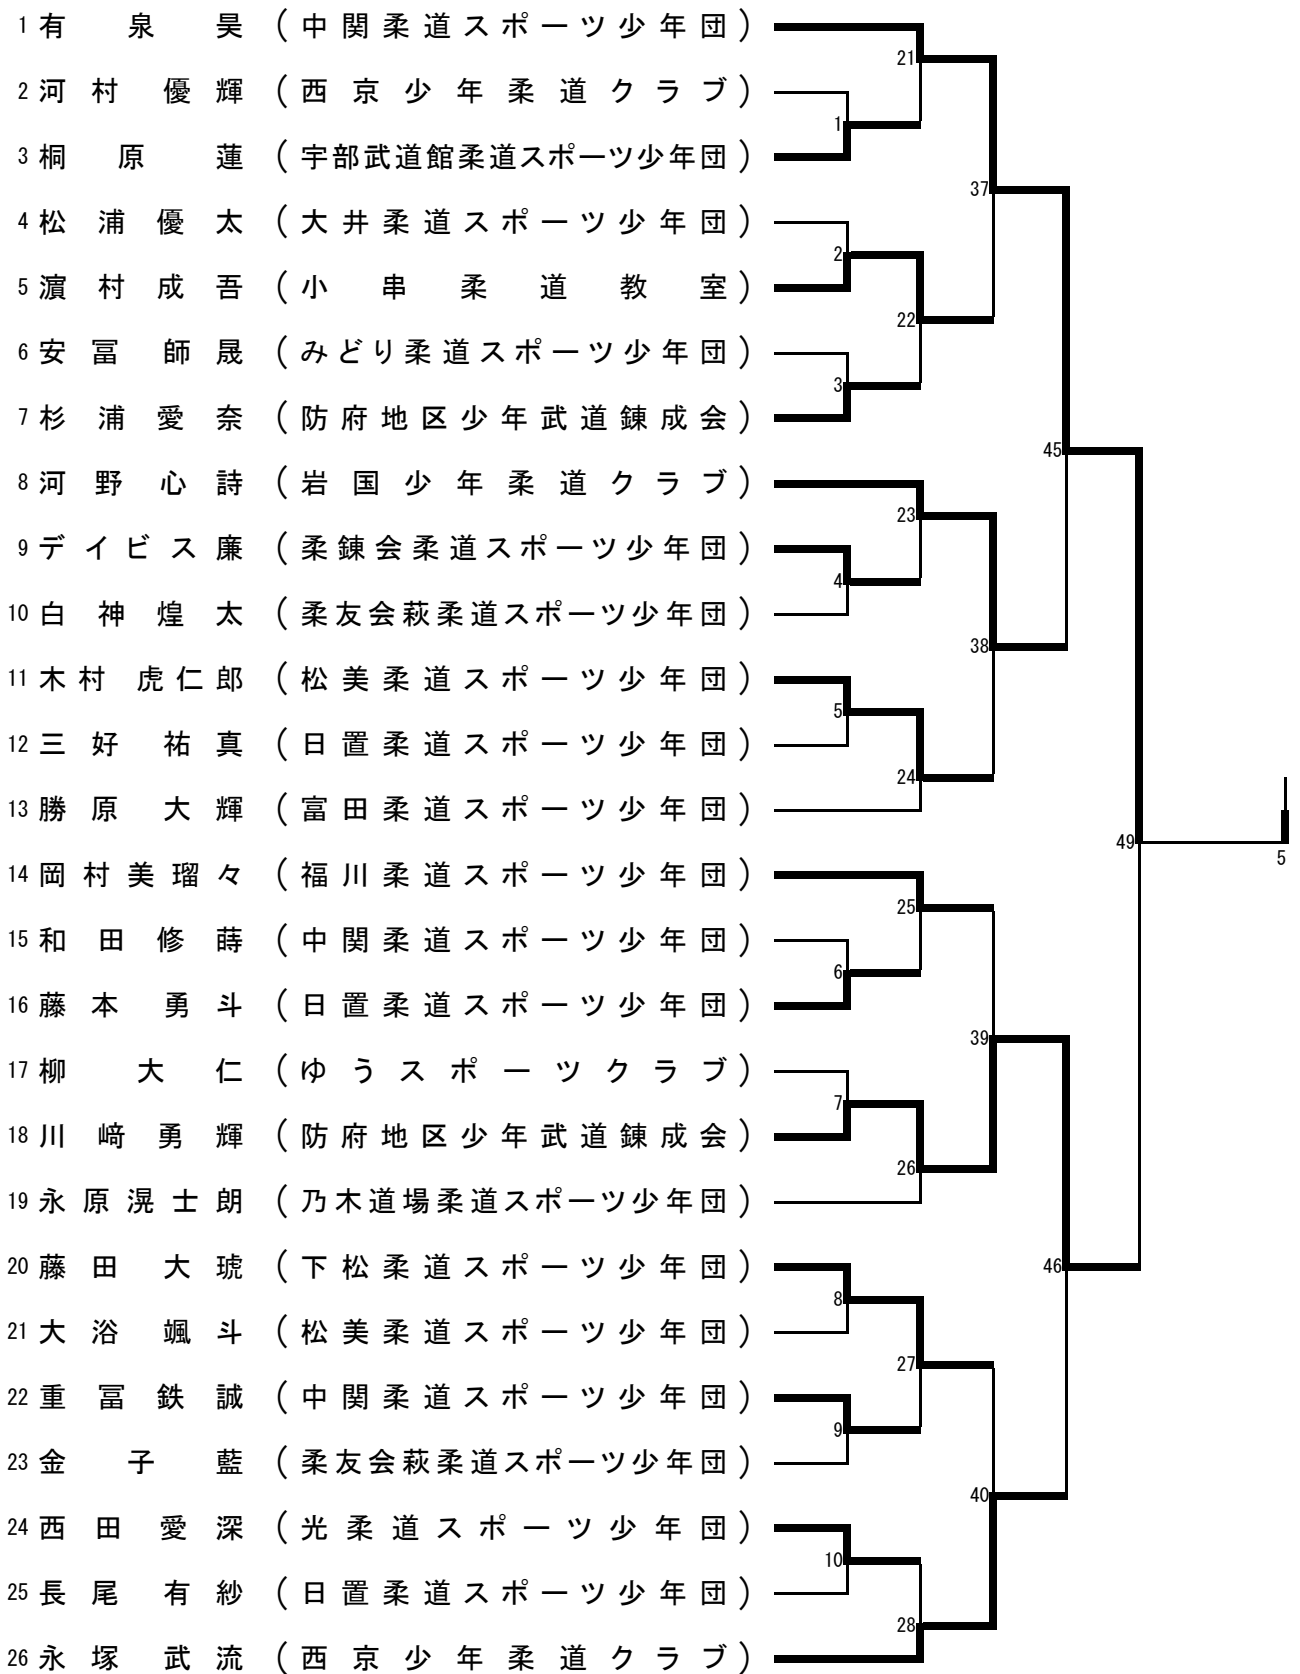 1 有泉昊 (中関柔道スポーツ少年団)
21
2 河村優輝 (西京少年柔道クラブ)
1
3 桐原蓮 (宇部武道館柔道スポーツ少年団)
37
4 松浦優太 (大井柔道スポーツ少年団)
2
5 濵村成吾 (小串柔道教室)
22
6 安冨師晟 (みどり柔道スポーツ少年団)
3
7 杉浦愛奈 (防府地区少年武道錬成会)
45
8 河野心詩 (岩国少年柔道クラブ)
23
9 デイビス廉 (柔錬会柔道スポーツ少年団)
4
10 白神煌太 (柔友会萩柔道スポーツ少年団)
38
11 木村虎仁郎 (松美柔道スポーツ少年団)
5
12 三好祐真 (日置柔道スポーツ少年団)
24
13 勝原大輝 (富田柔道スポーツ少年団)
49
5
14 岡村美瑠々 (福川柔道スポーツ少年団)
25
15 和田修蒔 (中関柔道スポーツ少年団)
6
16 藤本勇斗 (日置柔道スポーツ少年団)
39
17 柳大仁 (ゆうスポーツクラブ)
7
18 川﨑勇輝 (防府地区少年武道錬成会)
26
19 永原滉士朗 (乃木道場柔道スポーツ少年団)
20 藤田大琥 (下松柔道スポーツ少年団)
46
8
21 大浴颯斗 (松美柔道スポーツ少年団)
27
22 重冨鉄誠 (中関柔道スポーツ少年団)
9
23 金子藍 (柔友会萩柔道スポーツ少年団)
40
24 西田愛深 (光柔道スポーツ少年団)
10
25 長尾有紗 (日置柔道スポーツ少年団)
28
26 永塚武流 (西京少年柔道クラブ)